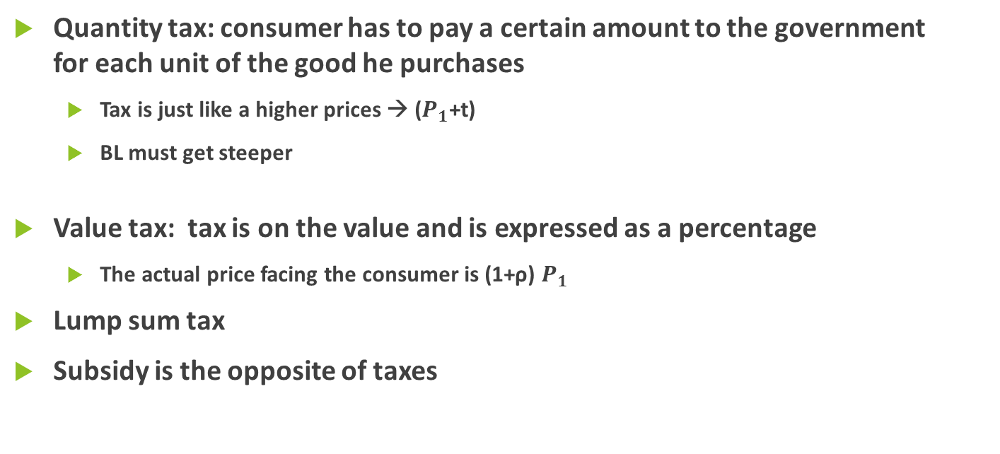 Quantity tax: consumer has to pay a certain amount to the government
for each unit of the good he purchases
Tax is just like a higher prices → (P₁+t)
BL must get steeper
Value tax: tax is on the value and is expressed as a percentage
The actual price facing the consumer is (1+ρ) P₁
Lump sum tax
Subsidy is the opposite of taxes